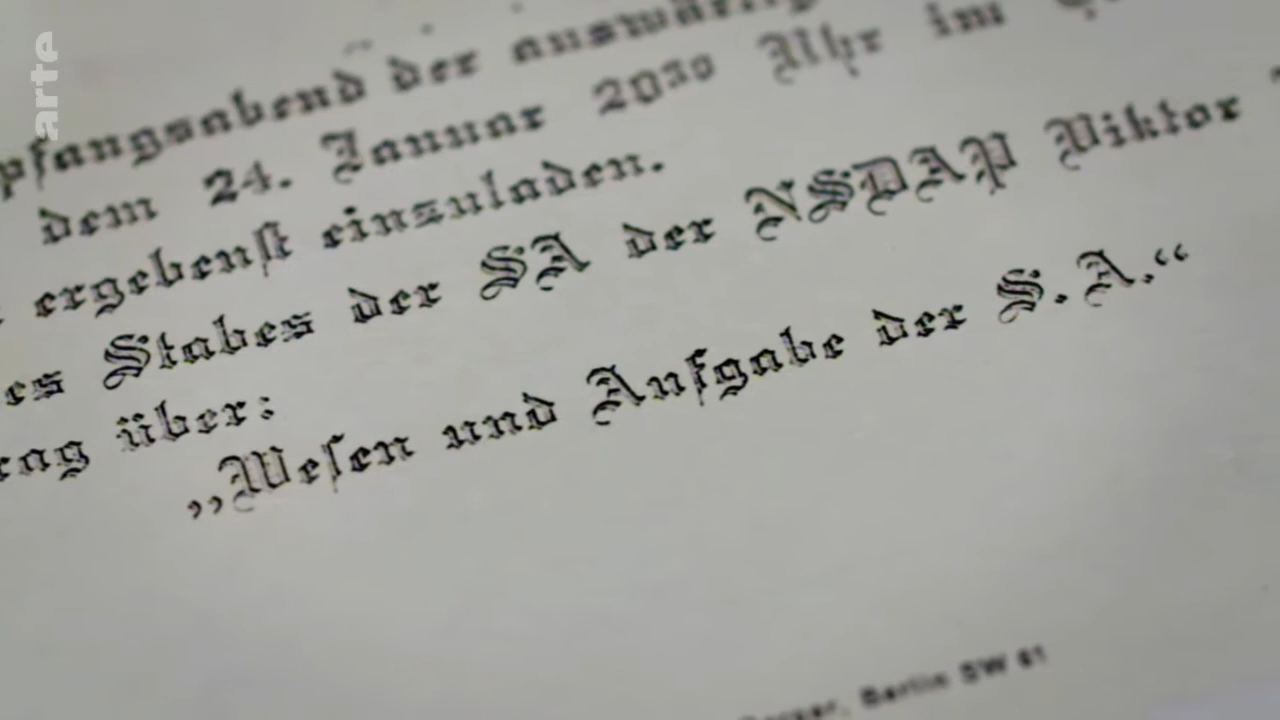 arte
pfangsabend der auswärtig
dem 24. Januar 20³⁰ Uhr im
ergebenst einzuladen.
es Stabes der SA der NSDAP Viktor
rag über:
„Wesen und Aufgabe der S. A.“
Berlin SW 61